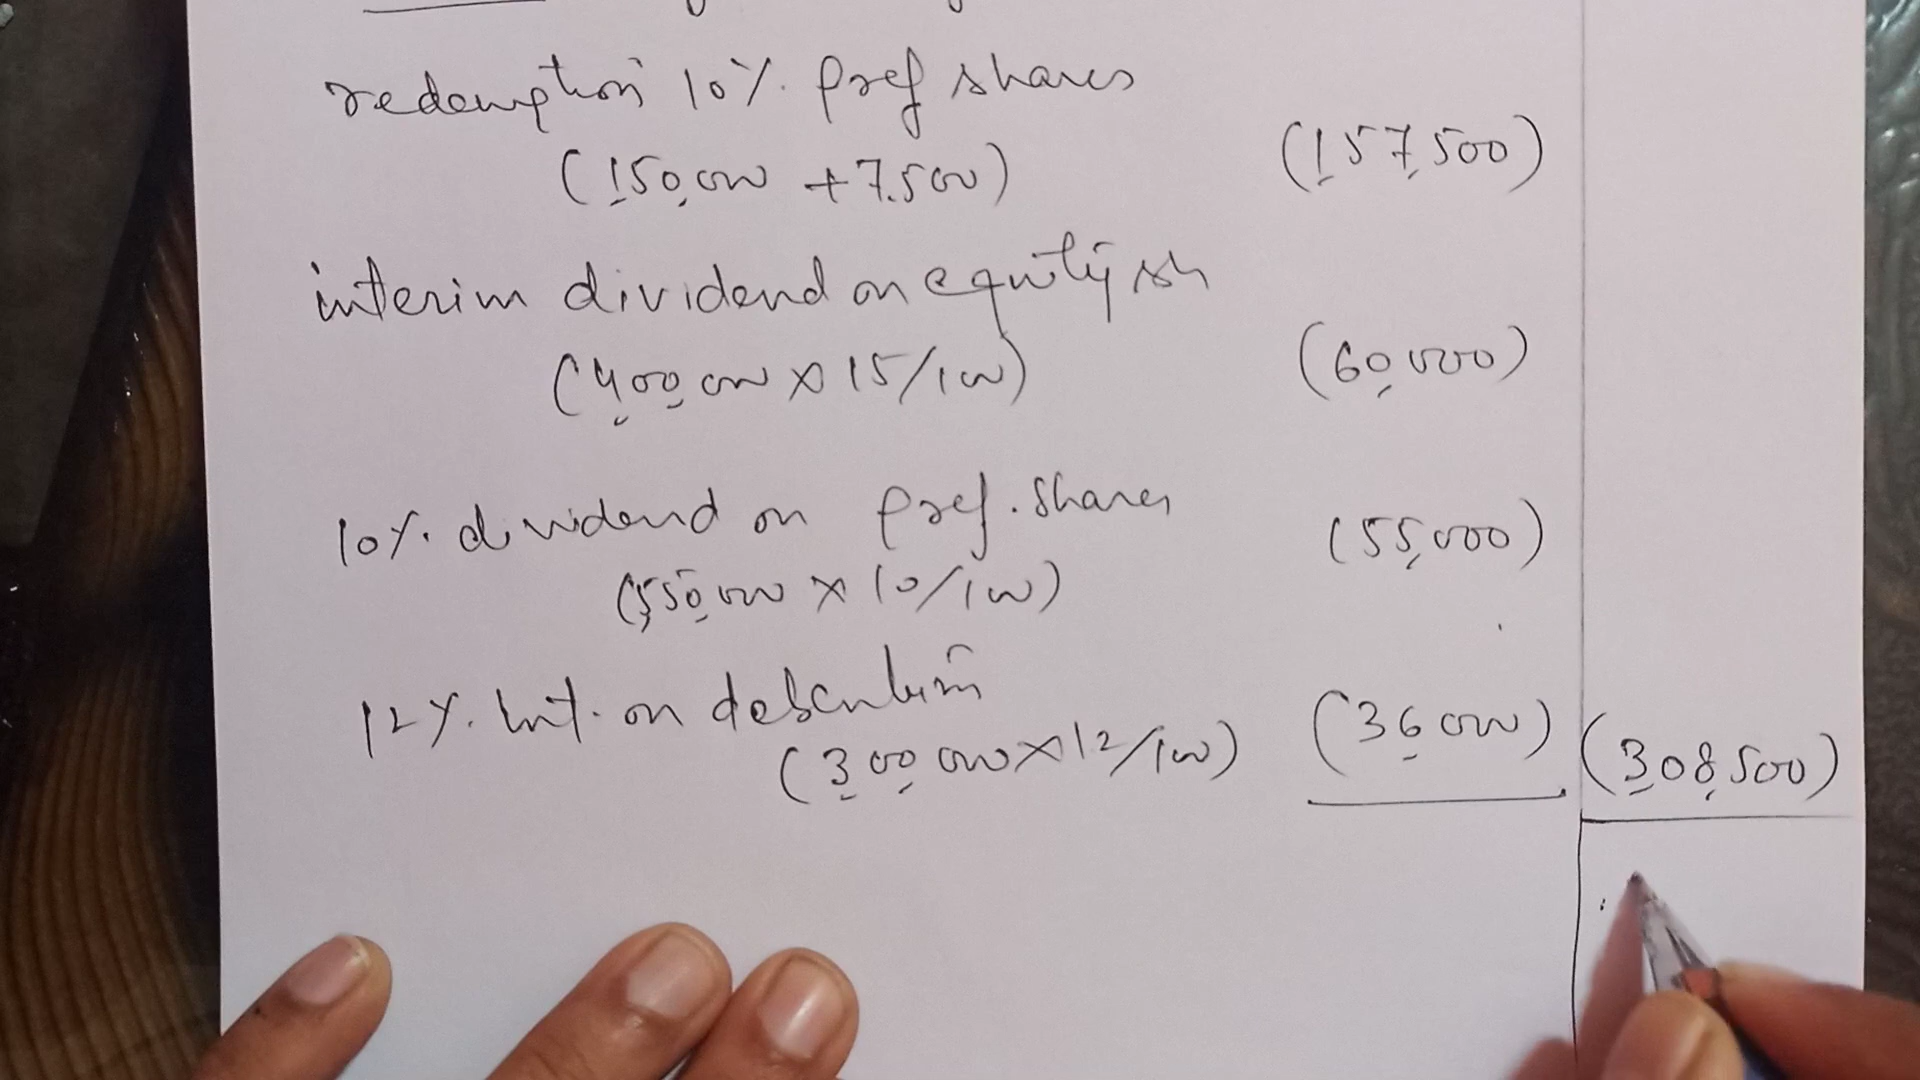 redemption 10% pref shares
(150,000 + 7,500) (157,500)
interim dividend on equity sh
(400,000 × 15/100) (60,000)
10% dividend on pref. shares (55,000)
(550,000 × 10/100)
12% Int. on debenture
(300,000 × 12/100) (36,000) (308,500)